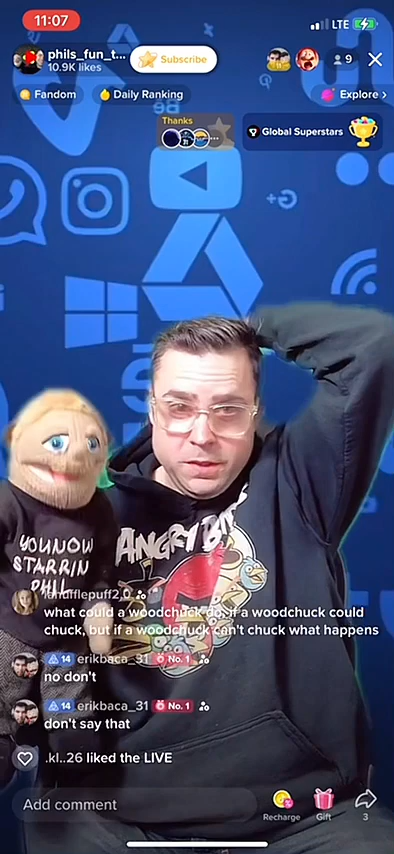 11:07
LTE
phils_fun_t...
10.9K likes
Subscribe
9
Fandom
Daily Ranking
Explore >
Thanks
Global Superstars
Be
G+
ANGRY BI
YOUNOW
STARRIN
PHIL
what could a woodchuck do, if a woodchuck could
chuck, but if a woodchuck can't chuck what happens
14 erikbaca_31 No. 1
no don't
14 erikbaca_31 No. 1
don't say that
.kl..26 liked the LIVE
Add comment
Recharge
Gift
3